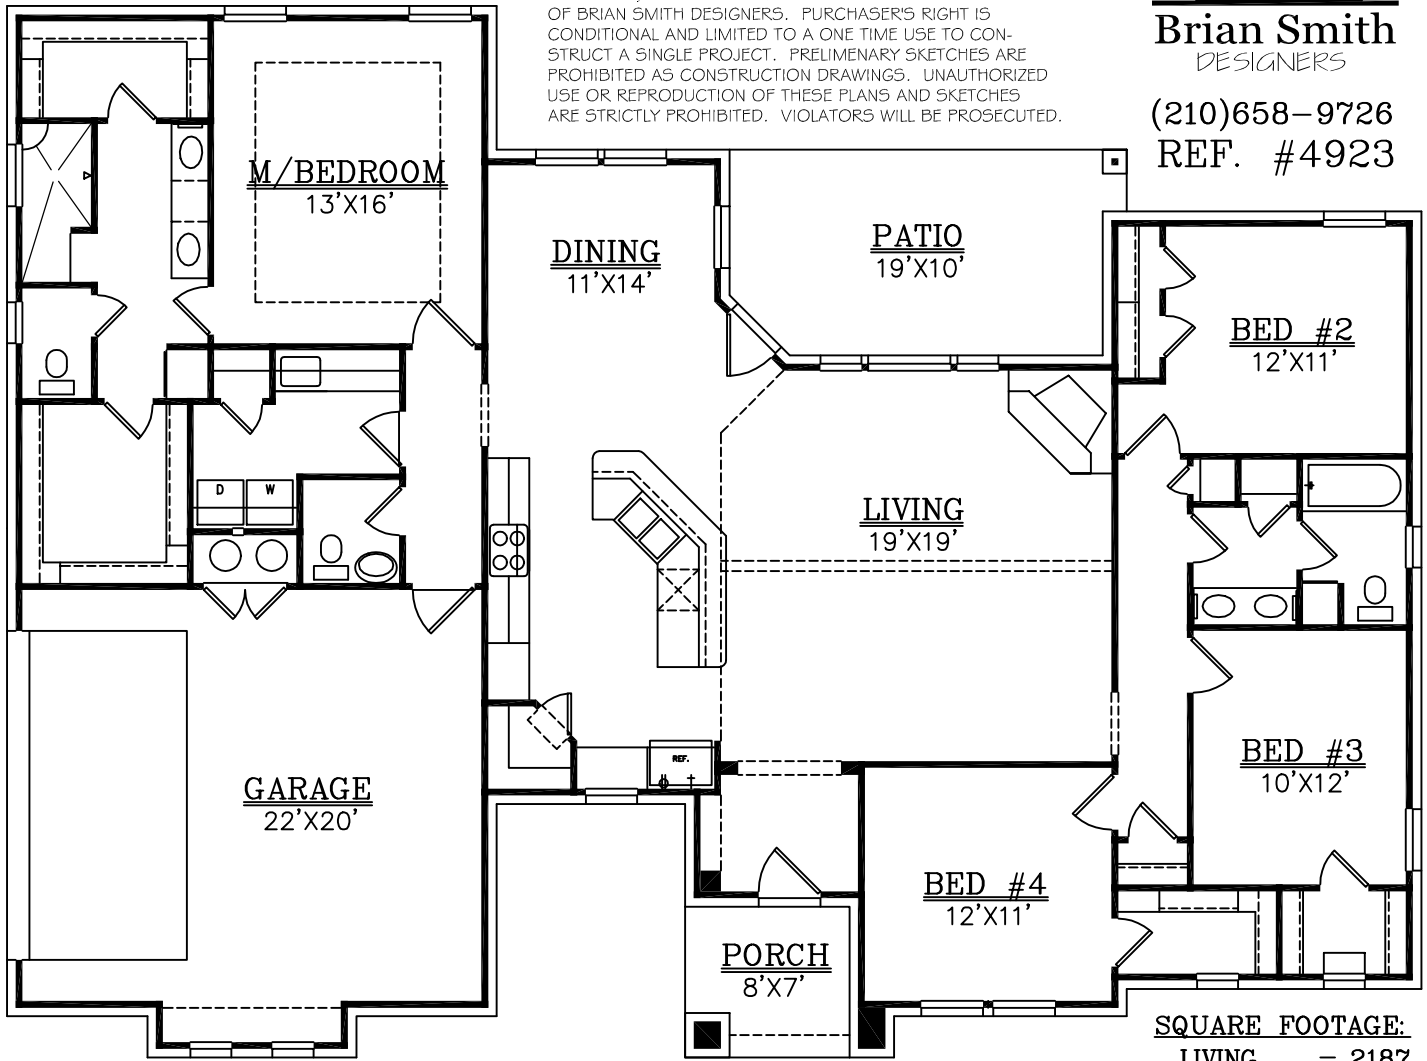 OF BRIAN SMITH DESIGNERS. PURCHASER'S RIGHT IS
CONDITIONAL AND LIMITED TO A ONE TIME USE TO CON-
STRUCT A SINGLE PROJECT. PRELIMENARY SKETCHES ARE
PROHIBITED AS CONSTRUCTION DRAWINGS. UNAUTHORIZED
USE OR REPRODUCTION OF THESE PLANS AND SKETCHES
ARE STRICTLY PROHIBITED. VIOLATORS WILL BE PROSECUTED.
Brian Smith
DESIGNERS
(210)658-9726
REF. #4923
M/BEDROOM
13'X16'
DINING
11'X14'
PATIO
19'X10'
BED #2
12'X11'
D
W
LIVING
19'X19'
REF.
BED #3
10'X12'
GARAGE
22'X20'
BED #4
12'X11'
PORCH
8'X7'
SQUARE FOOTAGE:
LIVING - 2187